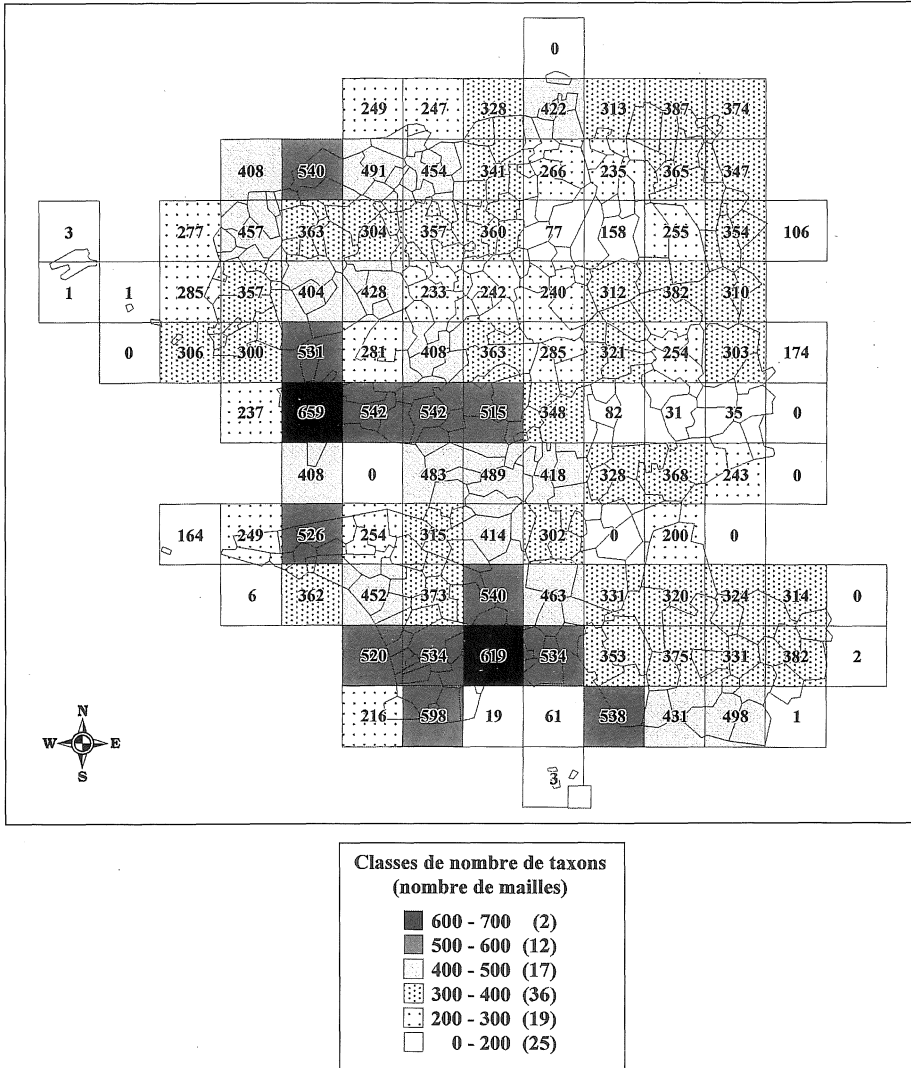 0
249 247 328 422 313 387 374
408 540 491 454 341 266 235 365 347
3 277 457 363 304 357 360 77 158 255 354 106
1 1 285 357 404 428 233 242 240 312 382 310
0 306 300 531 281 408 363 285 321 254 303 174
237 659 542 542 515 348 82 31 35 0
408 0 483 489 418 328 368 243 0
164 249 526 254 315 414 302 0 200 0
6 362 452 373 540 463 331 320 324 314 0
520 534 619 534 353 375 331 382 2
216 598 19 61 538 431 498 1
N
W E
S
3
Classes de nombre de taxons
(nombre de mailles)
600 - 700 (2)
500 - 600 (12)
400 - 500 (17)
300 - 400 (36)
200 - 300 (19)
0 - 200 (25)